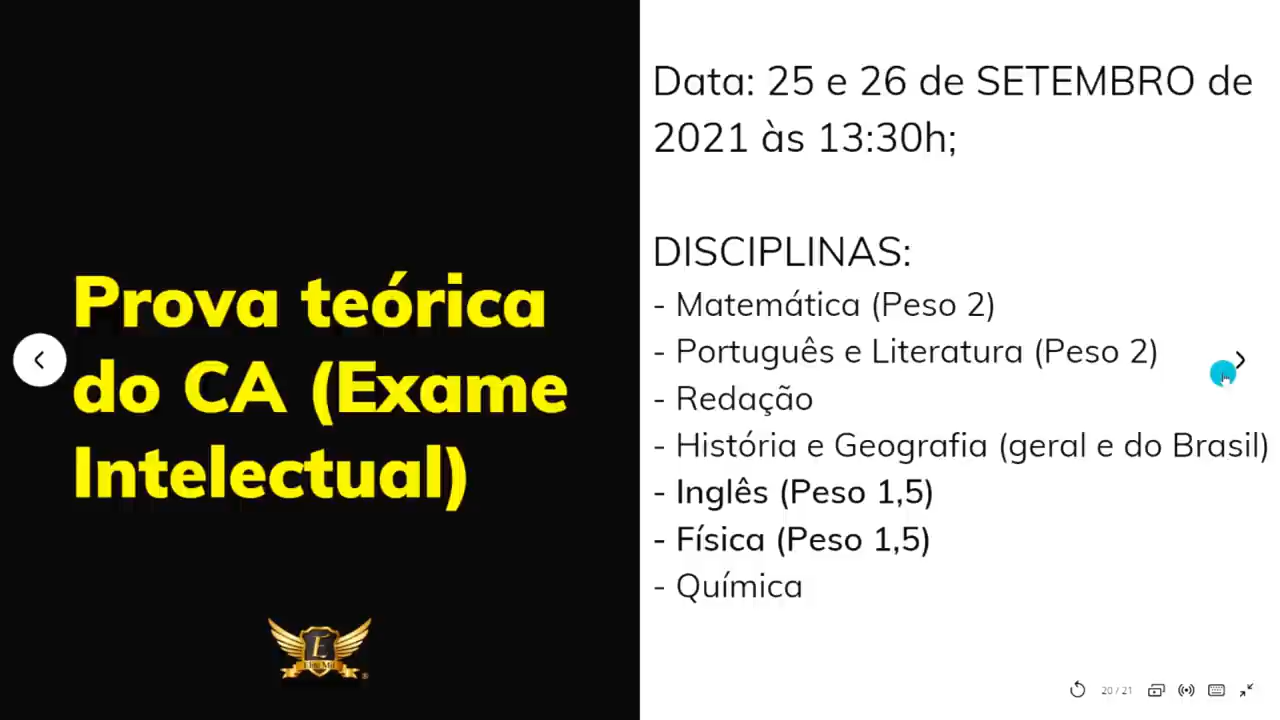 Prova teórica
do CA (Exame
Intelectual)
Data: 25 e 26 de SETEMBRO de
2021 às 13:30h;
DISCIPLINAS:
- Matemática (Peso 2)
- Português e Literatura (Peso 2)
- Redação
- História e Geografia (geral e do Brasil)
- Inglês (Peso 1,5)
- Física (Peso 1,5)
- Química
E
20 / 21